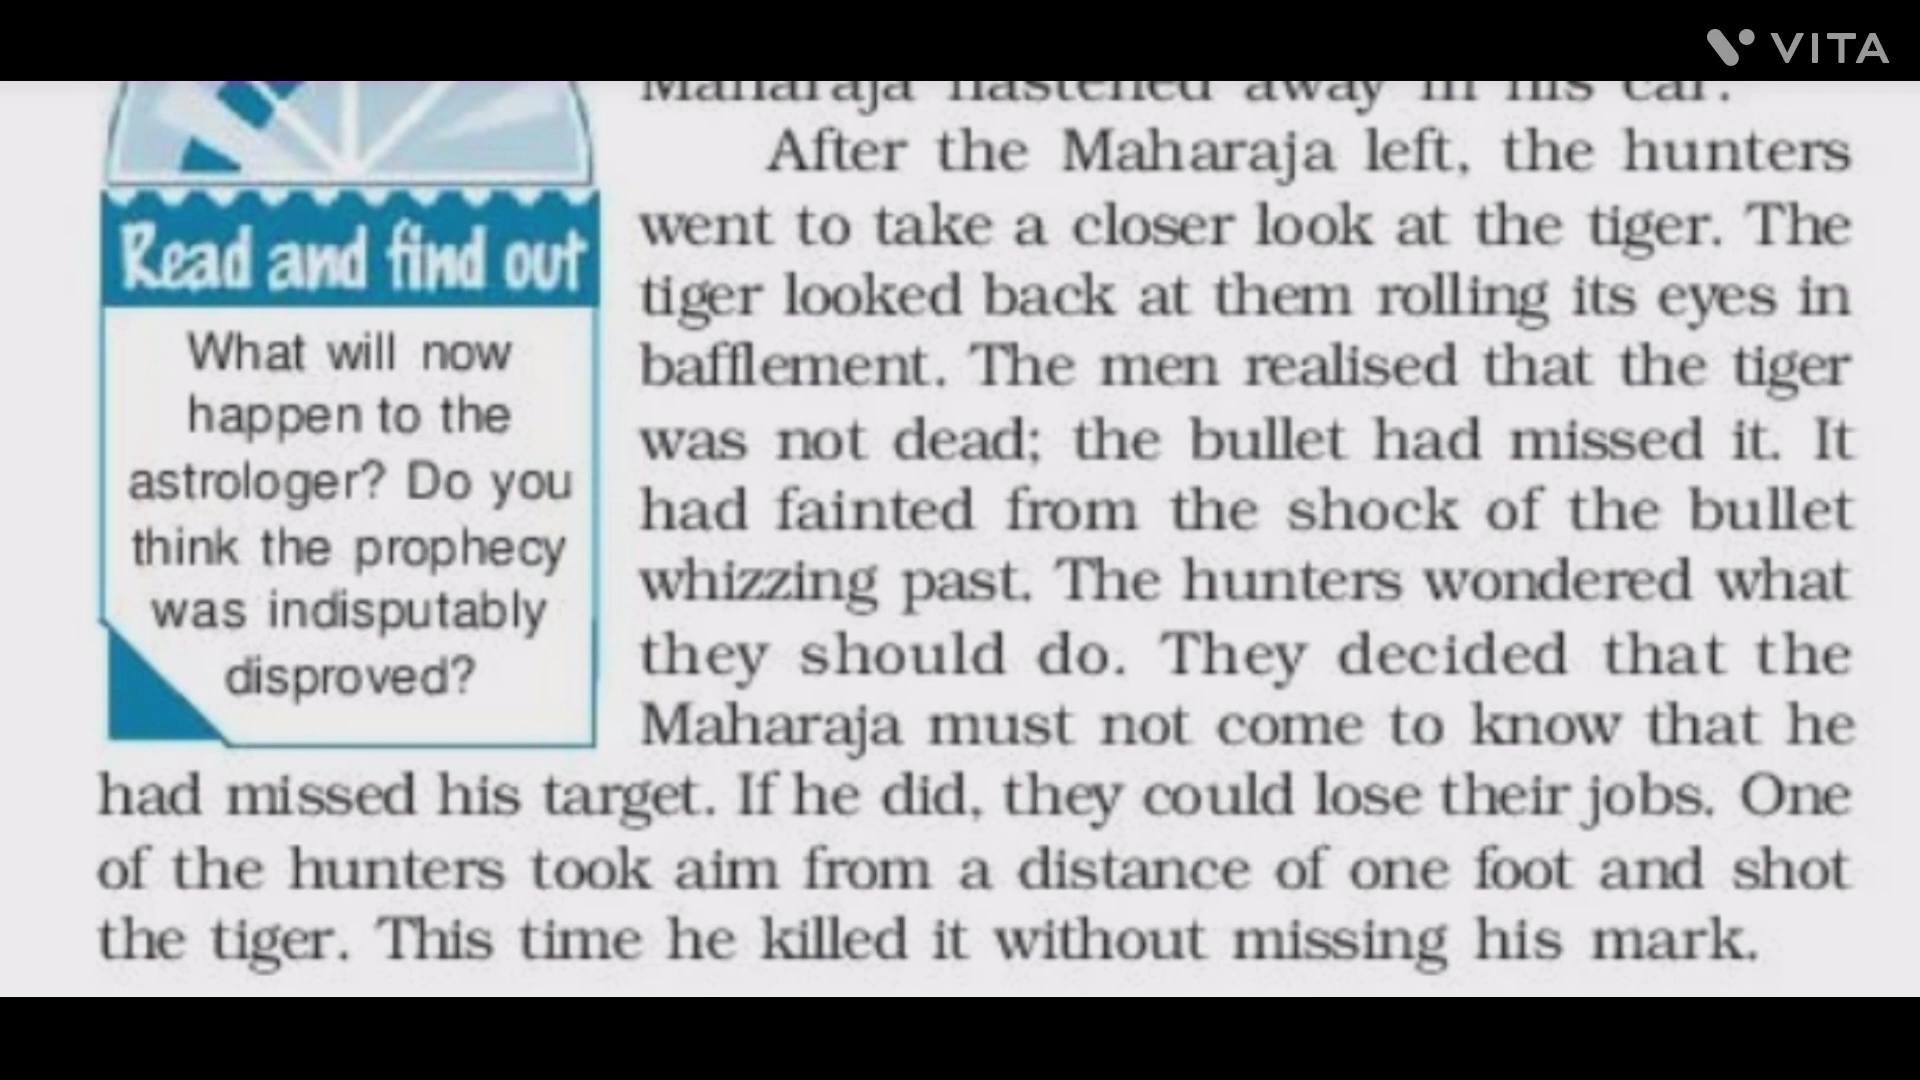 VITA
Maharaja hastened away in his car.
After the Maharaja left, the hunters
went to take a closer look at the tiger. The
tiger looked back at them rolling its eyes in
bafflement. The men realised that the tiger
was not dead; the bullet had missed it. It
had fainted from the shock of the bullet
whizzing past. The hunters wondered what
they should do. They decided that the
Maharaja must not come to know that he
had missed his target. If he did, they could lose their jobs. One
of the hunters took aim from a distance of one foot and shot
the tiger. This time he killed it without missing his mark.
Read and find out
What will now
happen to the
astrologer? Do you
think the prophecy
was indisputably
disproved?